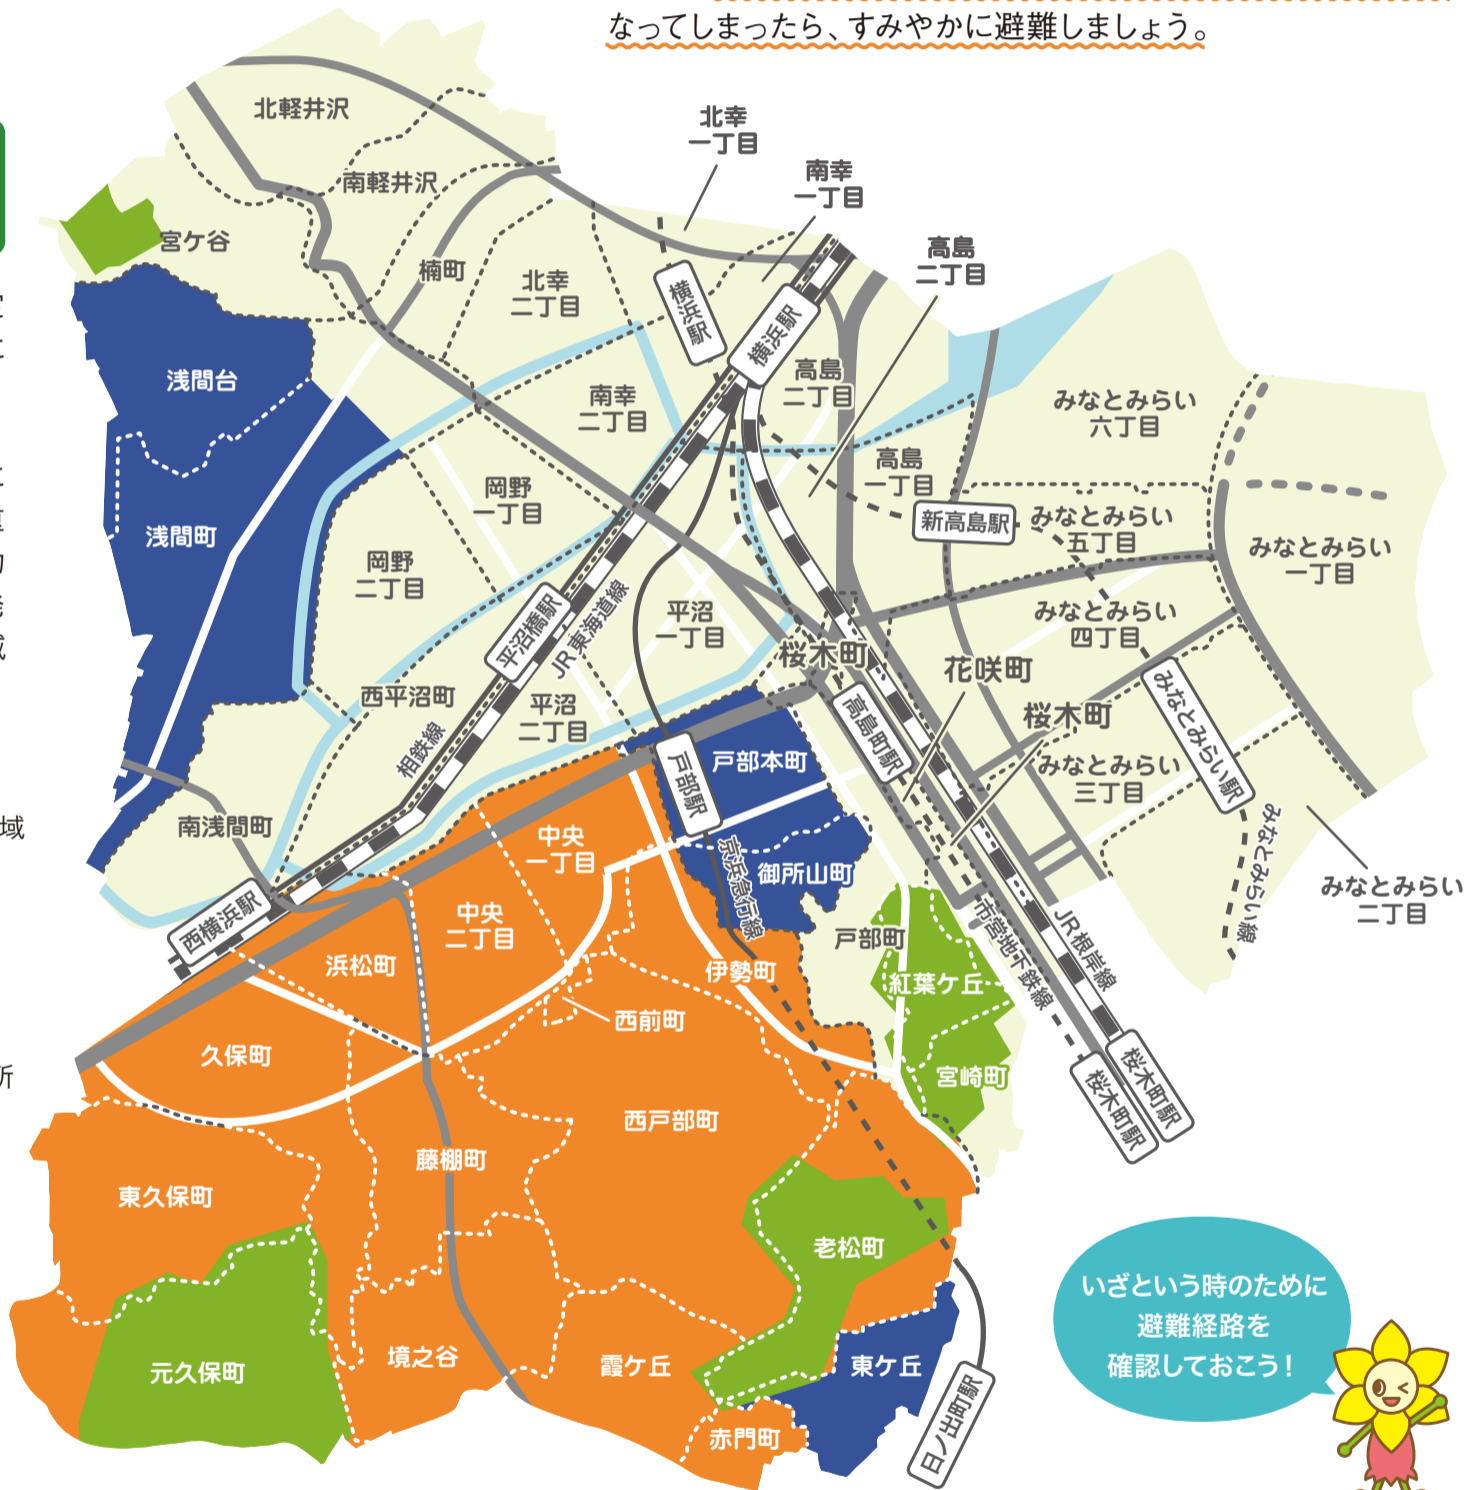 なってしまったら、すみやかに避難しましょう。
北軽井沢
北幸
一丁目
南幸
一丁目
南軽井沢
宮ケ谷
楠町
北幸
二丁目
横浜駅
横浜駅
高島
二丁目
浅間台
南幸
二丁目
高島
二丁目
みなとみらい
六丁目
浅間町
岡野
一丁目
高島
一丁目
新高島駅
みなとみらい
五丁目
みなとみらい
一丁目
岡野
二丁目
平沼橋駅
JR東海道線
平沼
一丁目
みなとみらい
四丁目
桜木町
花咲町
西平沼町
平沼
二丁目
相鉄線
高島町駅
桜木町
みなとみらい駅
戸部駅
戸部本町
みなとみらい
三丁目
南浅間町
域
中央
一丁目
京浜急行線
御所山町
みなとみらい線
みなとみらい
二丁目
西横浜駅
中央
二丁目
戸部町
市営地下鉄線
JR根岸線
浜松町
伊勢町
紅葉ケ丘
西前町
久保町
宮崎町
桜木町駅
桜木町駅
所
西戸部町
藤棚町
東久保町
老松町
元久保町
境之谷
霞ケ丘
東ケ丘
赤門町
日ノ出町駅
いざという時のために
避難経路を
確認しておこう!